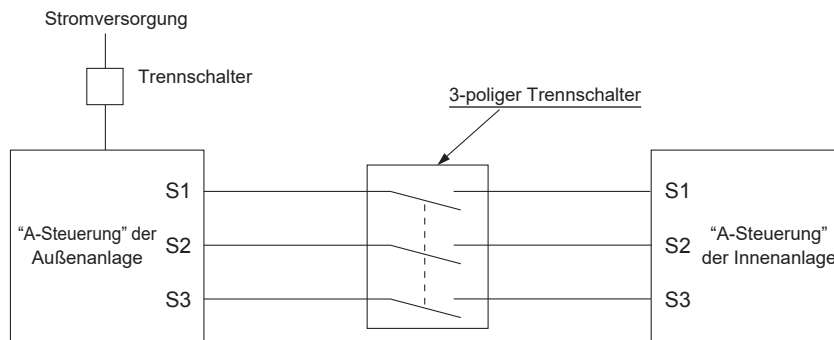 Stromversorgung
Trennschalter
3-poliger Trennschalter
S1
S1
“A-Steuerung” der
Außenanlage
S2
S2
“A-Steuerung”
der Innenanlage
S3
S3